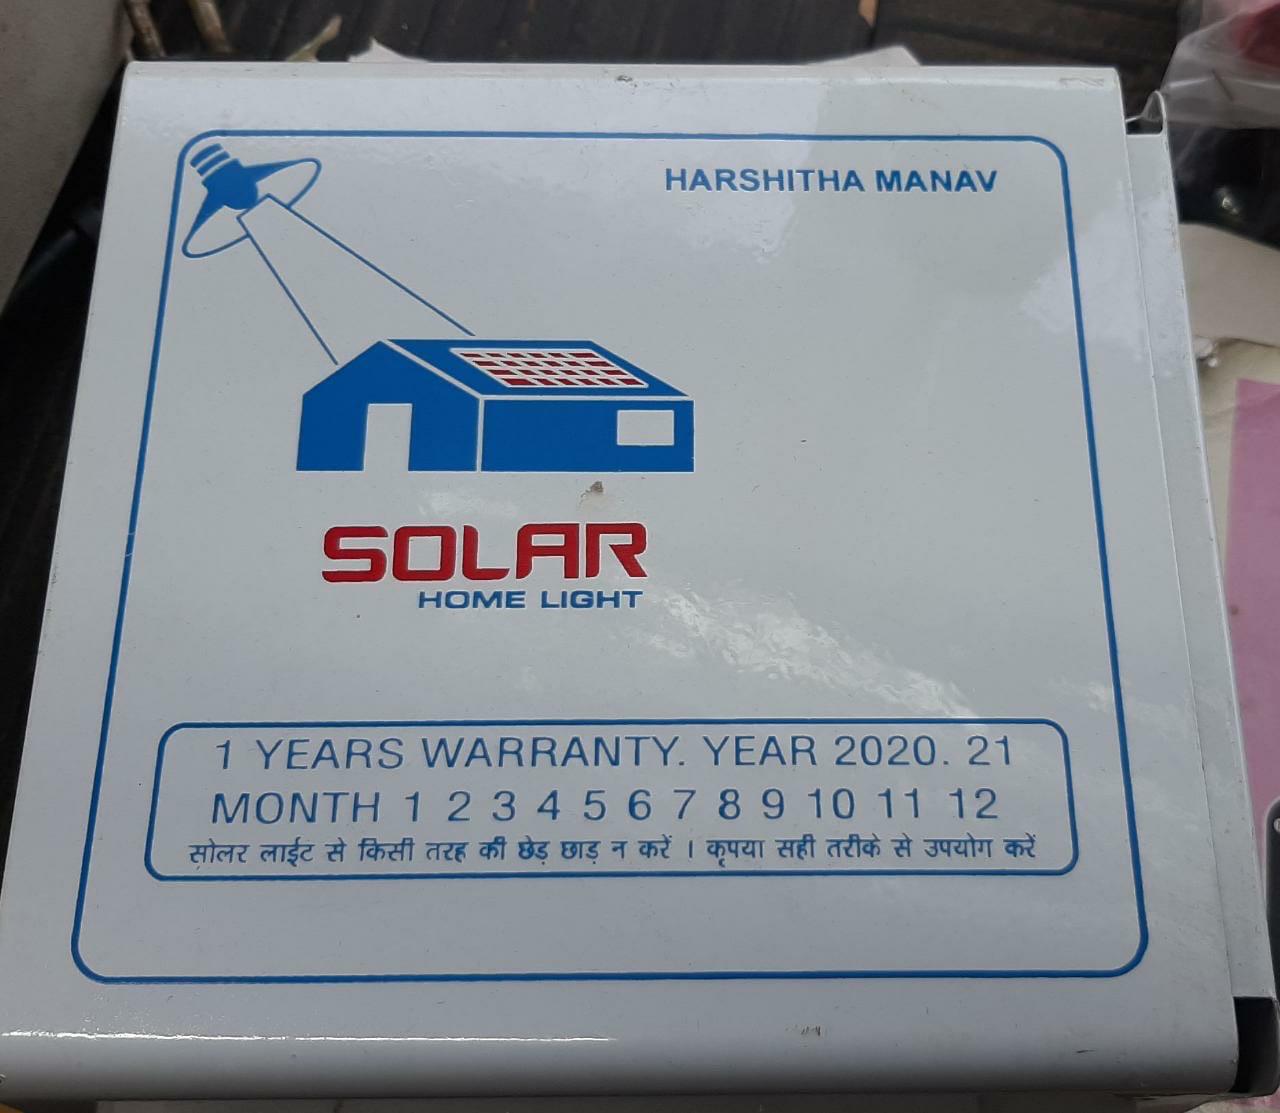 HARSHITHA MANAV
SOLAR
HOME LIGHT
1 YEARS WARRANTY. YEAR 2020. 21
MONTH 1 2 3 4 5 6 7 8 9 10 11 12
सोलर लाईट से किसी तरह की छेड़ छाड़ न करें । कृपया सही तरीके से उपयोग करें